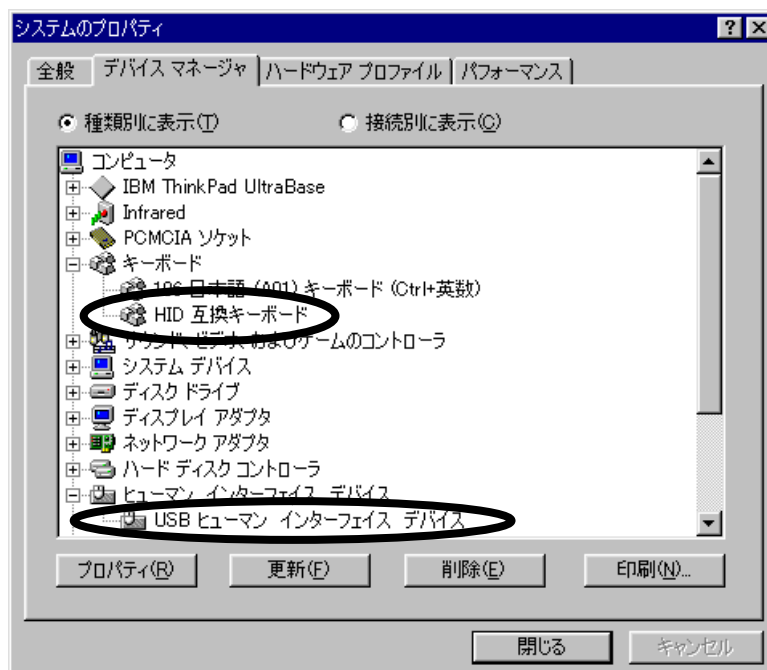 システムのプロパティ
全般 デバイス マネージャ ハードウェア プロファイル パフォーマンス
種類別に表示(T) 接続別に表示(C)
コンピュータ
IBM ThinkPad UltraBase
Infrared
PCMCIA ソケット
キーボード
106 日本語 (A01) キーボード (Ctrl+英数)
HID 互換キーボード
サウンド、ビデオ、およびゲームのコントローラ
システム デバイス
ディスク ドライブ
ディスプレイ アダプタ
ネットワーク アダプタ
ハード ディスク コントローラ
ヒューマン インターフェイス デバイス
USB ヒューマン インターフェイス デバイス
プロパティ(R) 更新(F) 削除(E) 印刷(N)...
閉じる キャンセル